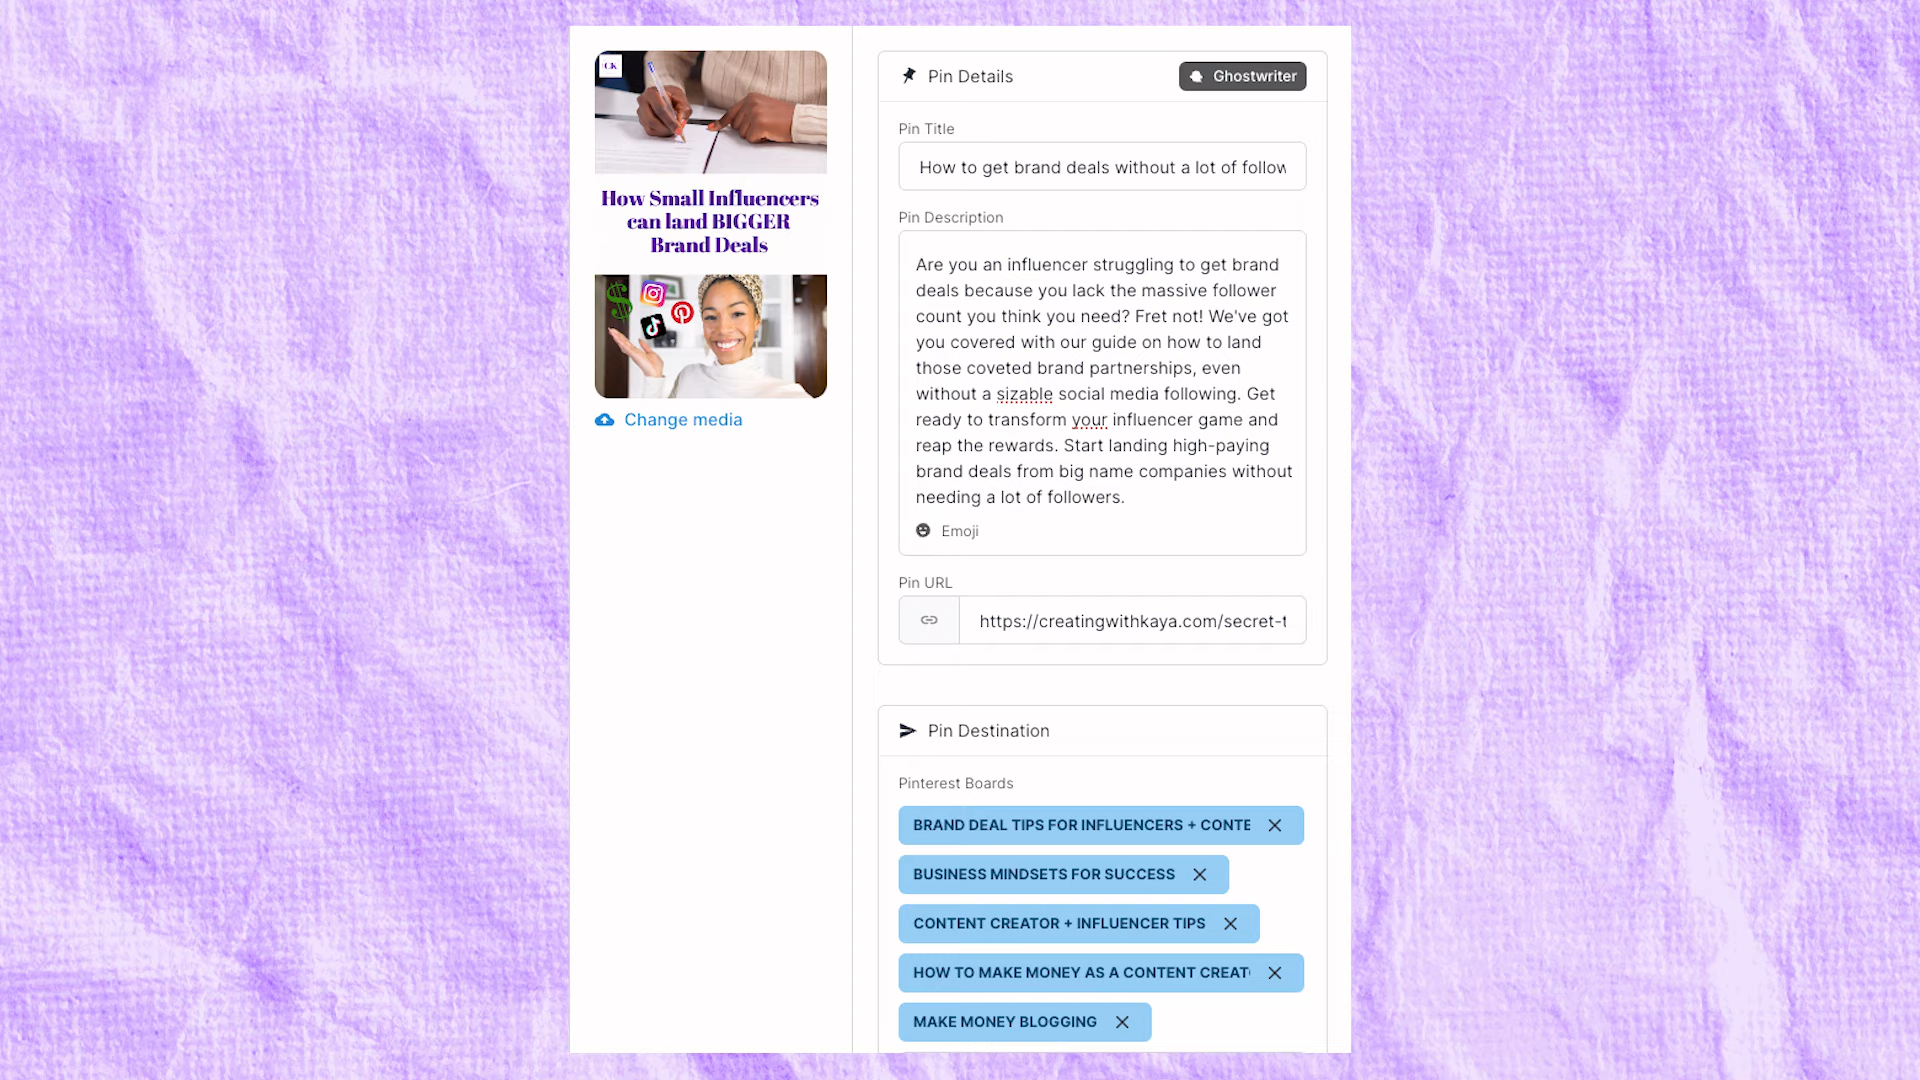 CK
How Small Influencers
can land BIGGER
Brand Deals
Change media
Pin Details
Ghostwriter
Pin Title
How to get brand deals without a lot of follow
Pin Description
Are you an influencer struggling to get brand
deals because you lack the massive follower
count you think you need? Fret not! We've got
you covered with our guide on how to land
those coveted brand partnerships, even
without a sizable social media following. Get
ready to transform your influencer game and
reap the rewards. Start landing high-paying
brand deals from big name companies without
needing a lot of followers.
Emoji
Pin URL
https://creatingwithkaya.com/secret-t
Pin Destination
Pinterest Boards
BRAND DEAL TIPS FOR INFLUENCERS + CONTE
BUSINESS MINDSETS FOR SUCCESS
CONTENT CREATOR + INFLUENCER TIPS
HOW TO MAKE MONEY AS A CONTENT CREAT
MAKE MONEY BLOGGING